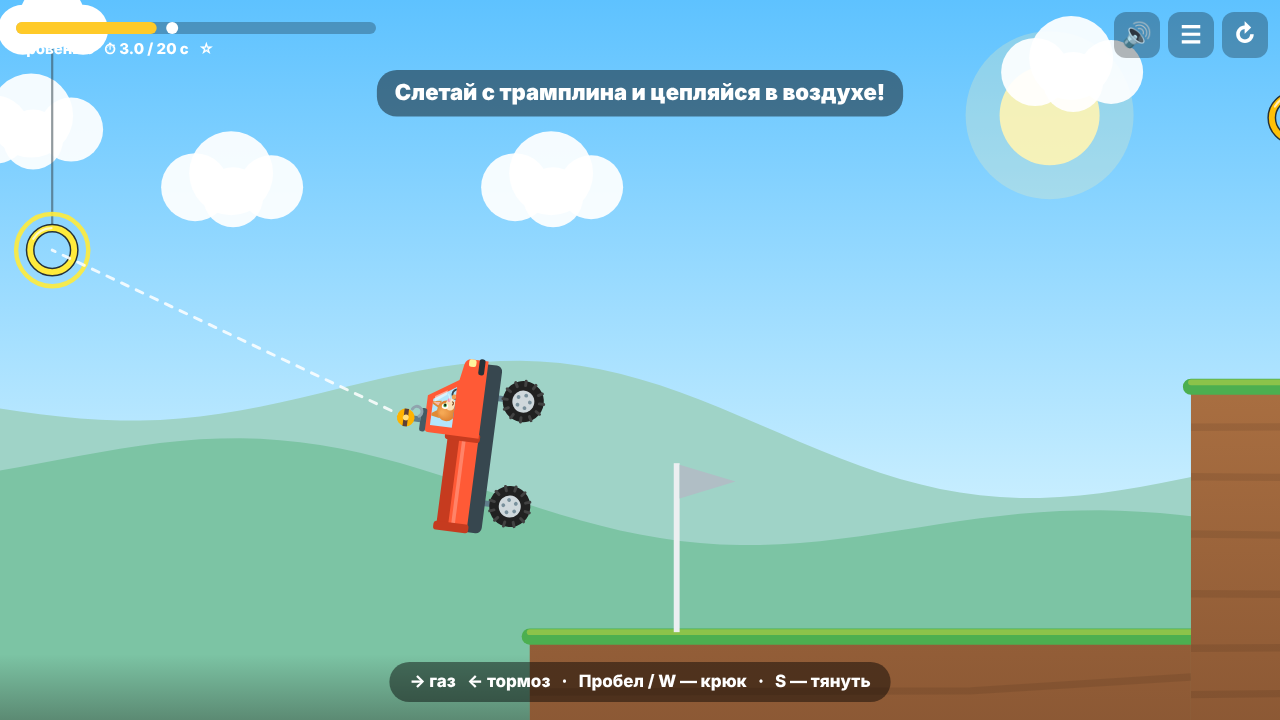 ⏱ 3.0 / 20 с ☆
Слетай с трамплина и цепляйся в воздухе!
→ газ ← тормоз · Пробел / W — крюк · S — тянуть